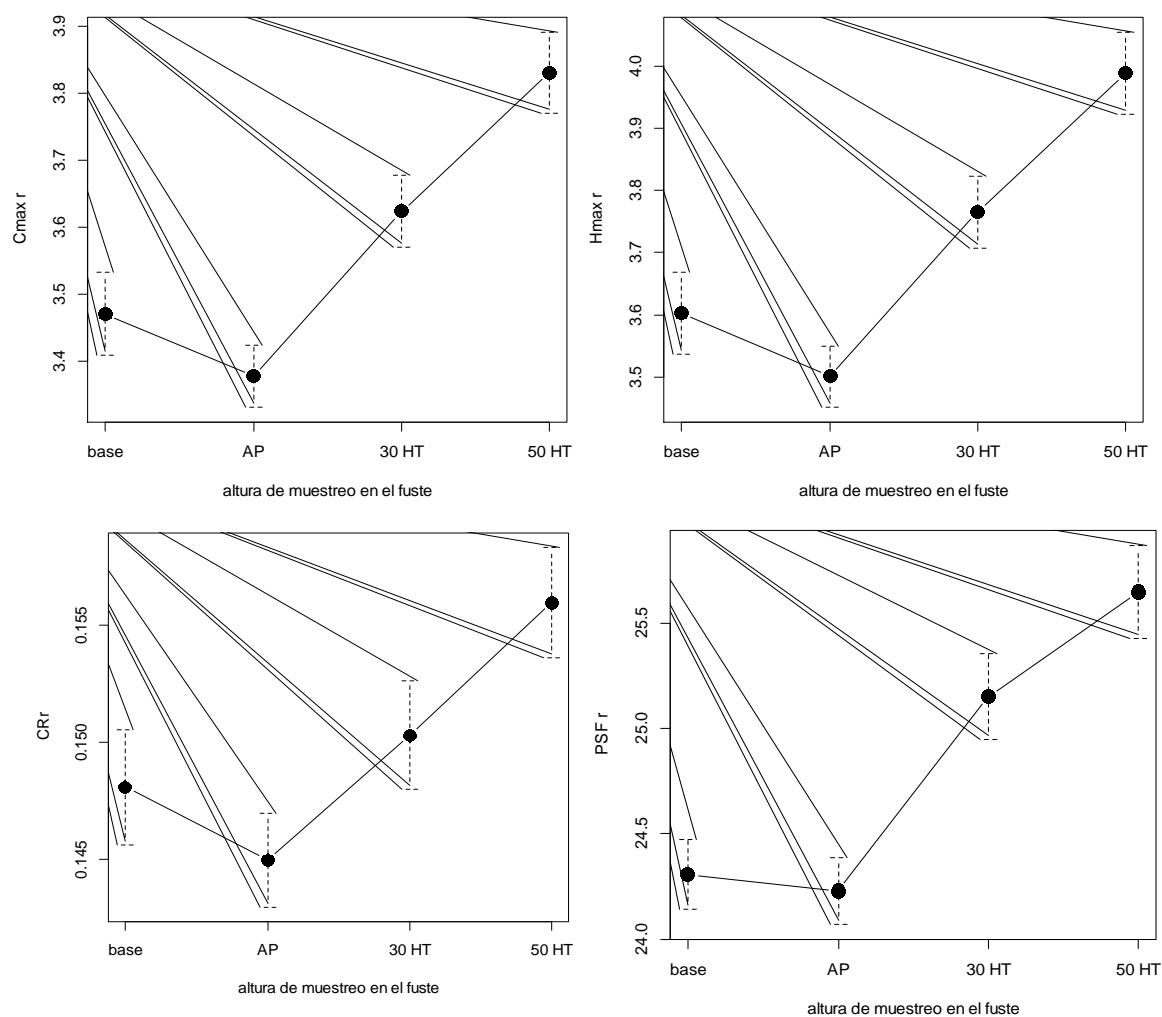 Cmax r
3.9
3.8
3.7
3.6
3.5
3.4
base AP 30 HT 50 HT
altura de muestreo en el fuste
Hmax r
4.0
3.9
3.8
3.7
3.6
3.5
base AP 30 HT 50 HT
altura de muestreo en el fuste
CR r
0.155
0.150
0.145
base AP 30 HT 50 HT
altura de muestreo en el fuste
PSF r
25.5
25.0
24.5
24.0
base AP 30 HT 50 HT
altura de muestreo en el fuste